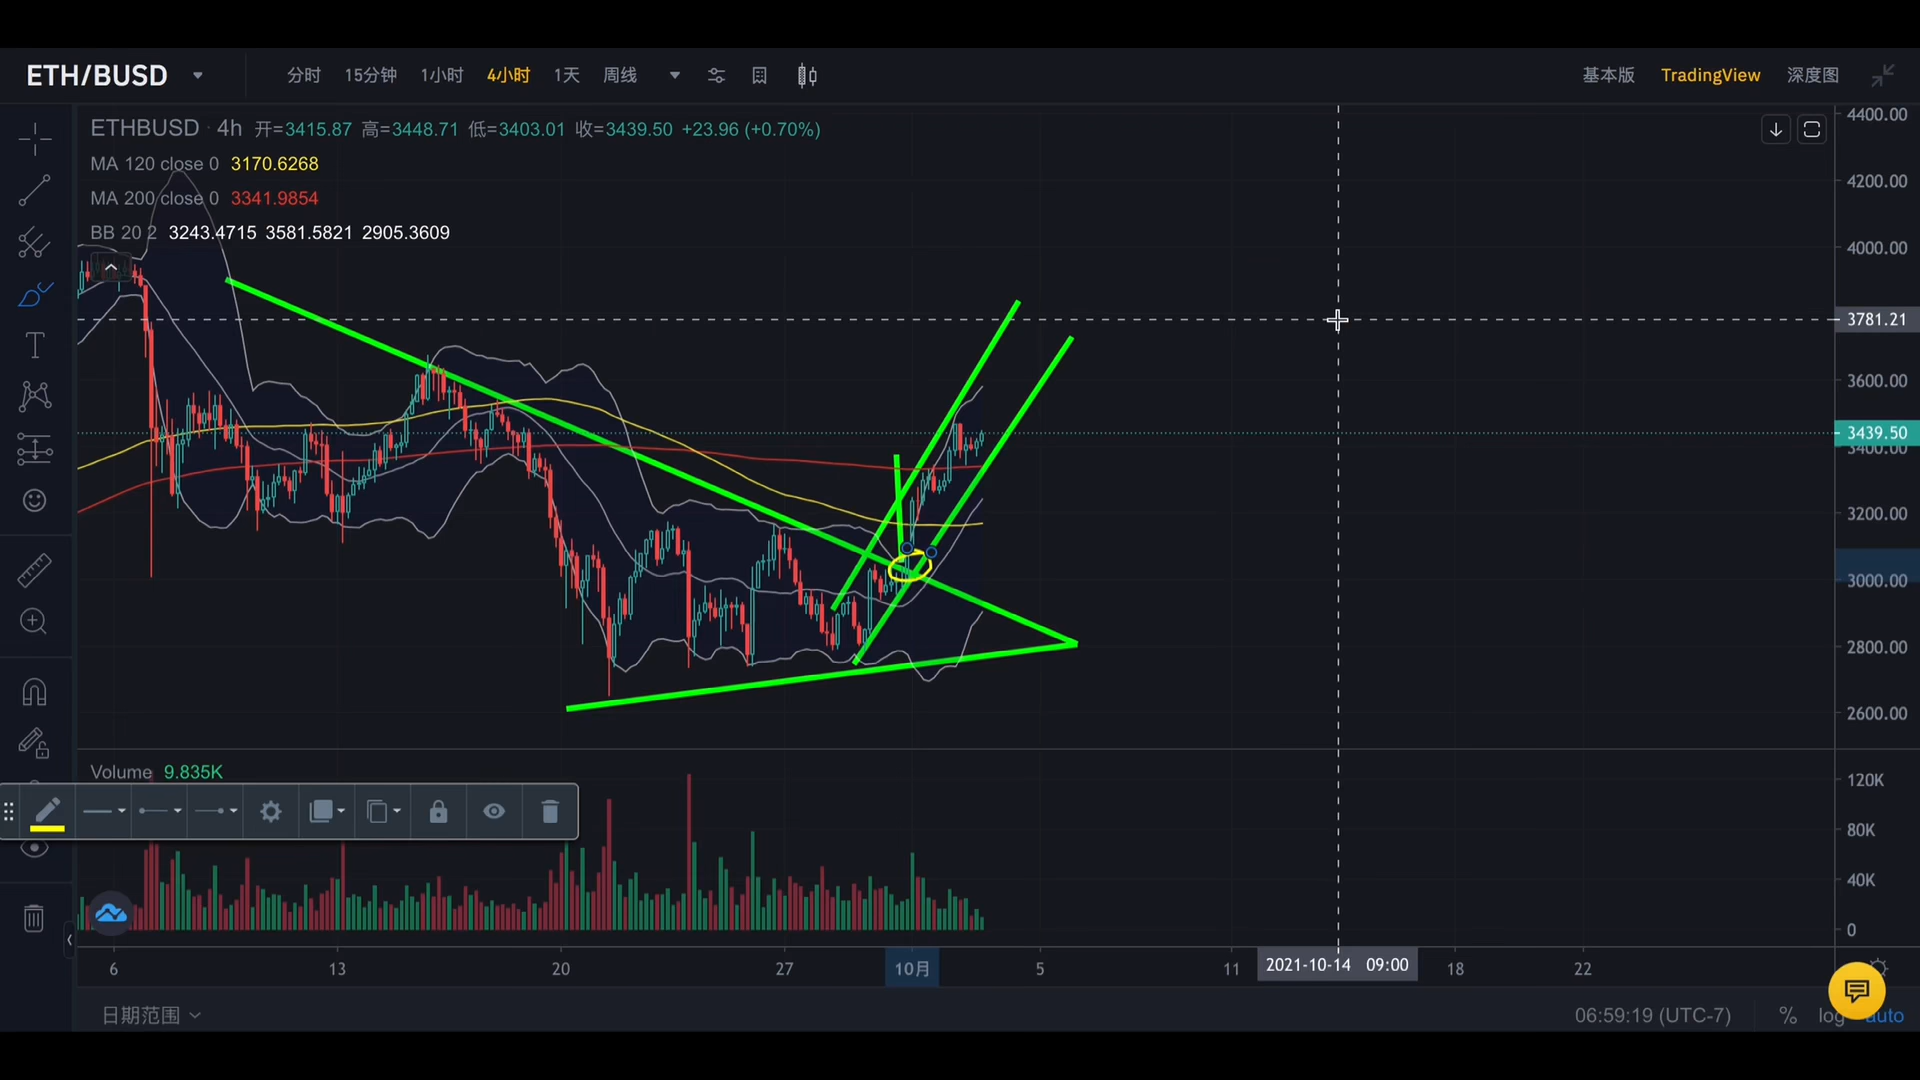 ETH/BUSD
分时 15分钟 1小时 4小时 1天 周线
基本版 TradingView 深度图
ETHBUSD · 4h 开=3415.87 高=3448.71 低=3403.01 收=3439.50 +23.96 (+0.70%)
MA 120 close 0 3170.6268
MA 200 close 0 3341.9854
BB 20 2 3243.4715 3581.5821 2905.3609
4400.00
4200.00
4000.00
3781.21
3600.00
3439.50
3400.00
3200.00
3000.00
2800.00
2600.00
Volume 9.835K
120K
80K
40K
0
6 13 20 27 10月 5 11 2021-10-14 09:00 18 22
日期范围
06:59:19 (UTC-7) % log auto